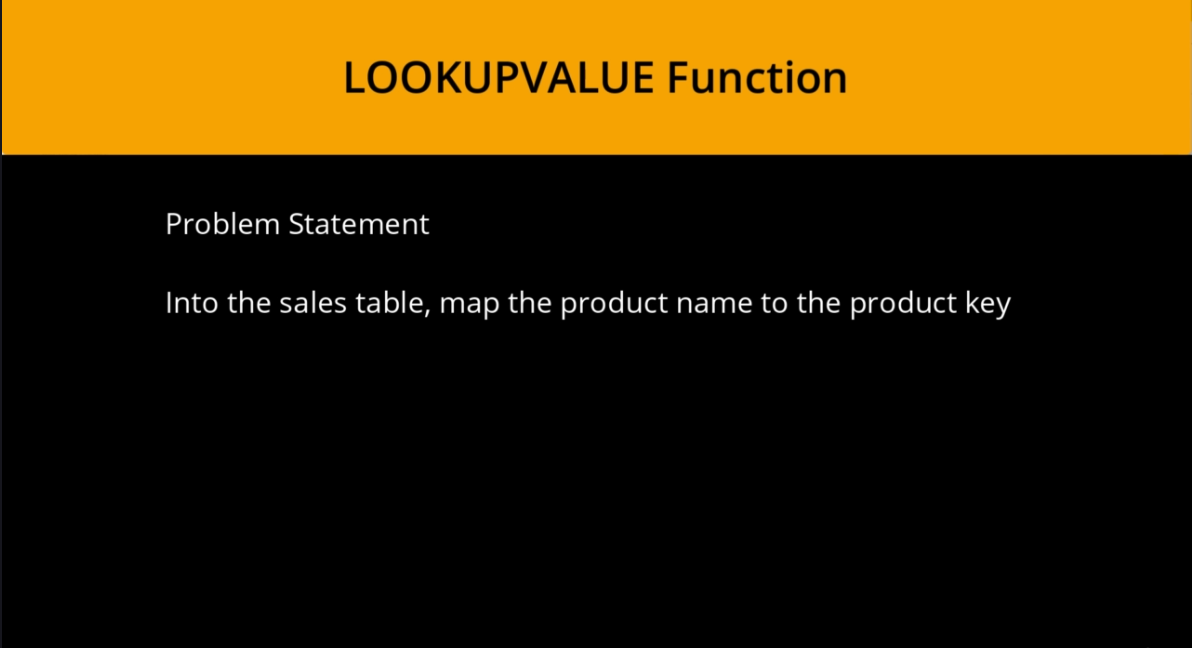 LOOKUPVALUE Function
Problem Statement
Into the sales table, map the product name to the product key